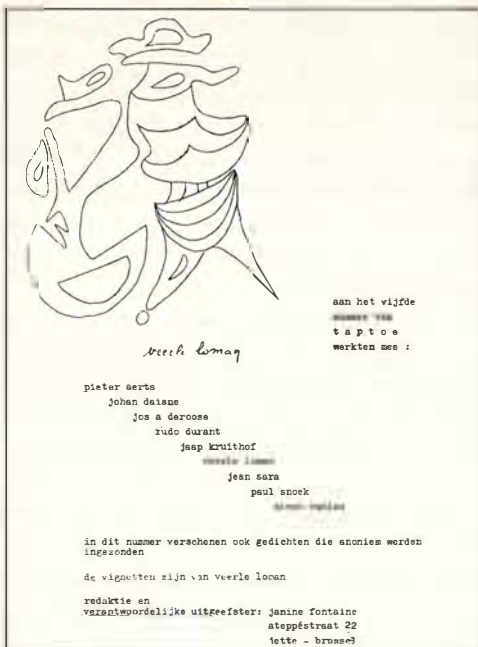 aan het vijfde
t a p t o e
werkten mee :
veerle loman
pieter aerts
johan daisne
jos a deroose
rudo durant
jaap kruithof
jean sara
paul snoek
in dit nummer verschenen ook gedichten die anoniem werden
ingezonden
de vignetten zijn van veerle loman
redaktie en
verantwoordelijke uitgeefster: janine fontaine
ateppéstraat 22
jette - brussel